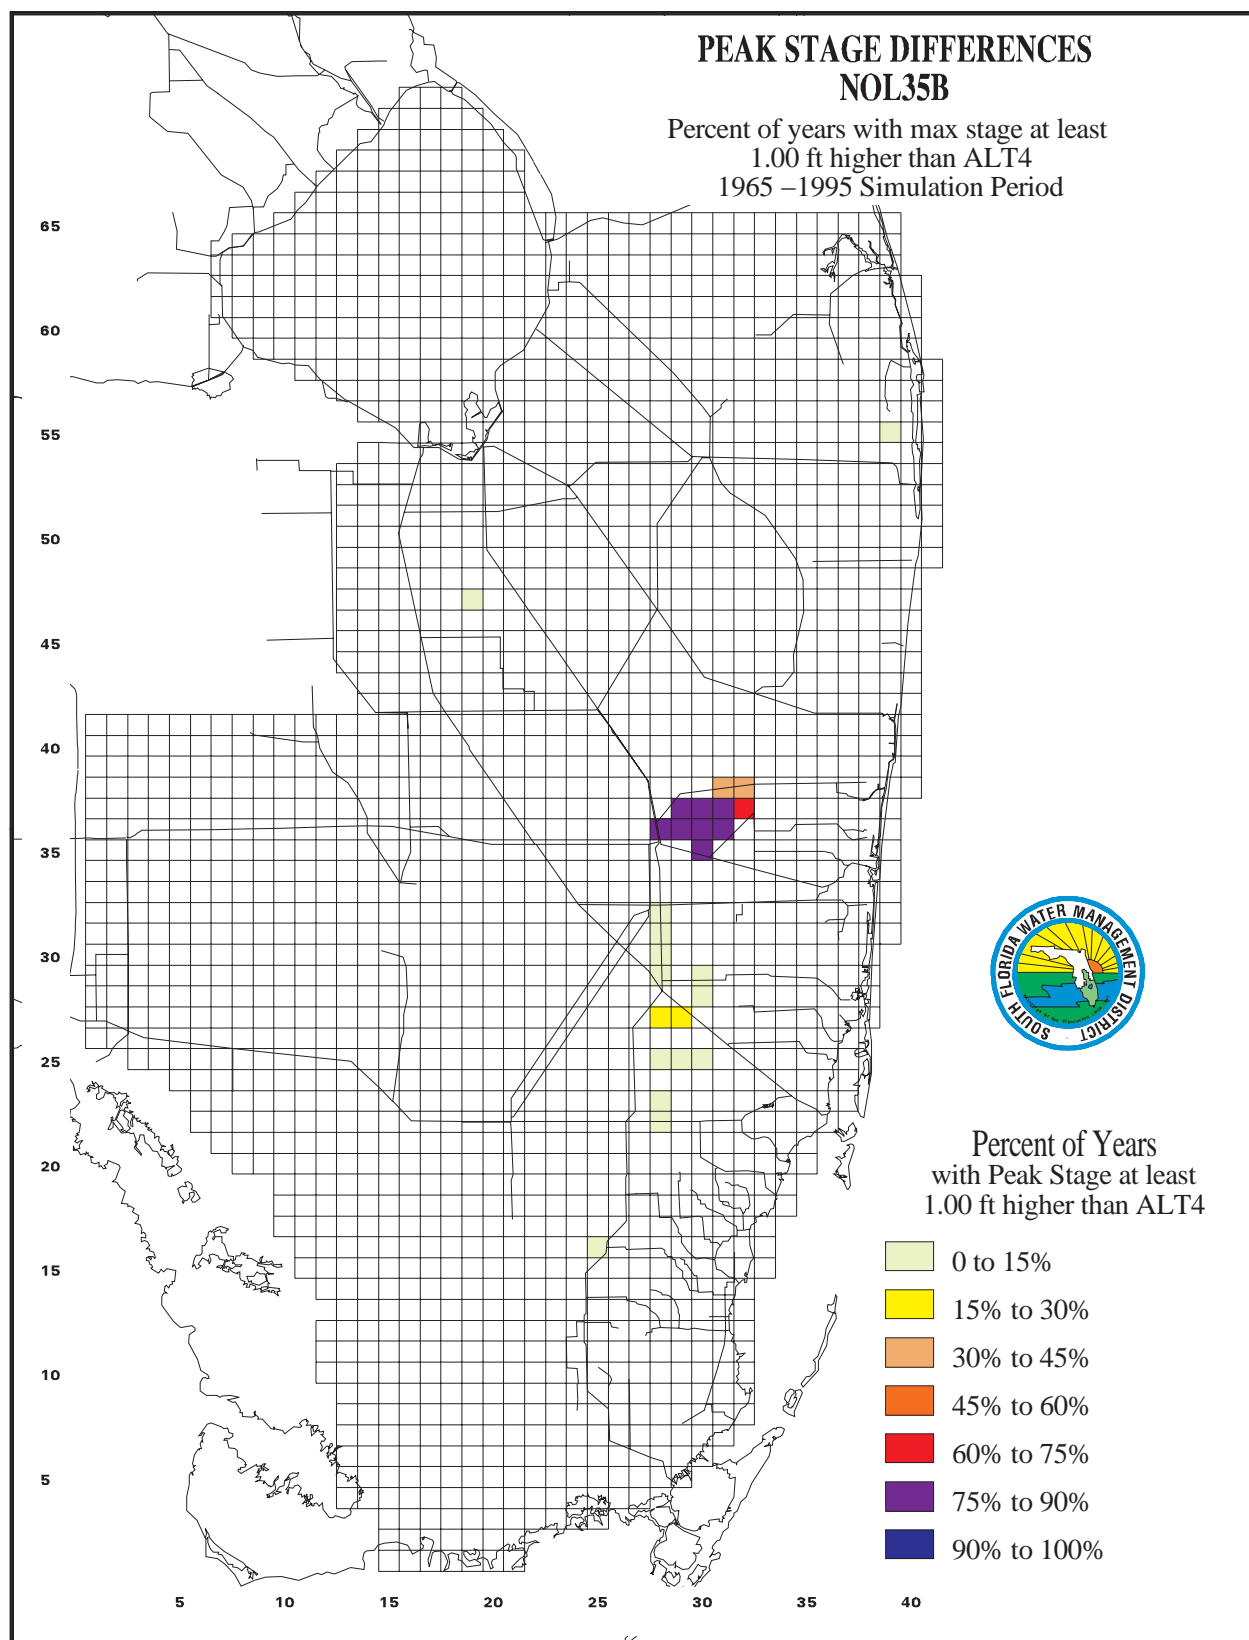 PEAK STAGE DIFFERENCES
NOL35B
Percent of years with max stage at least
1.00 ft higher than ALT4
1965 –1995 Simulation Period
65
60
55
50
45
40
35
30
25
20
15
10
5
5
10
15
20
25
30
35
40
SOUTH FLORIDA WATER MANAGEMENT DISTRICT
Percent of Years
with Peak Stage at least
1.00 ft higher than ALT4
0 to 15%
15% to 30%
30% to 45%
45% to 60%
60% to 75%
75% to 90%
90% to 100%